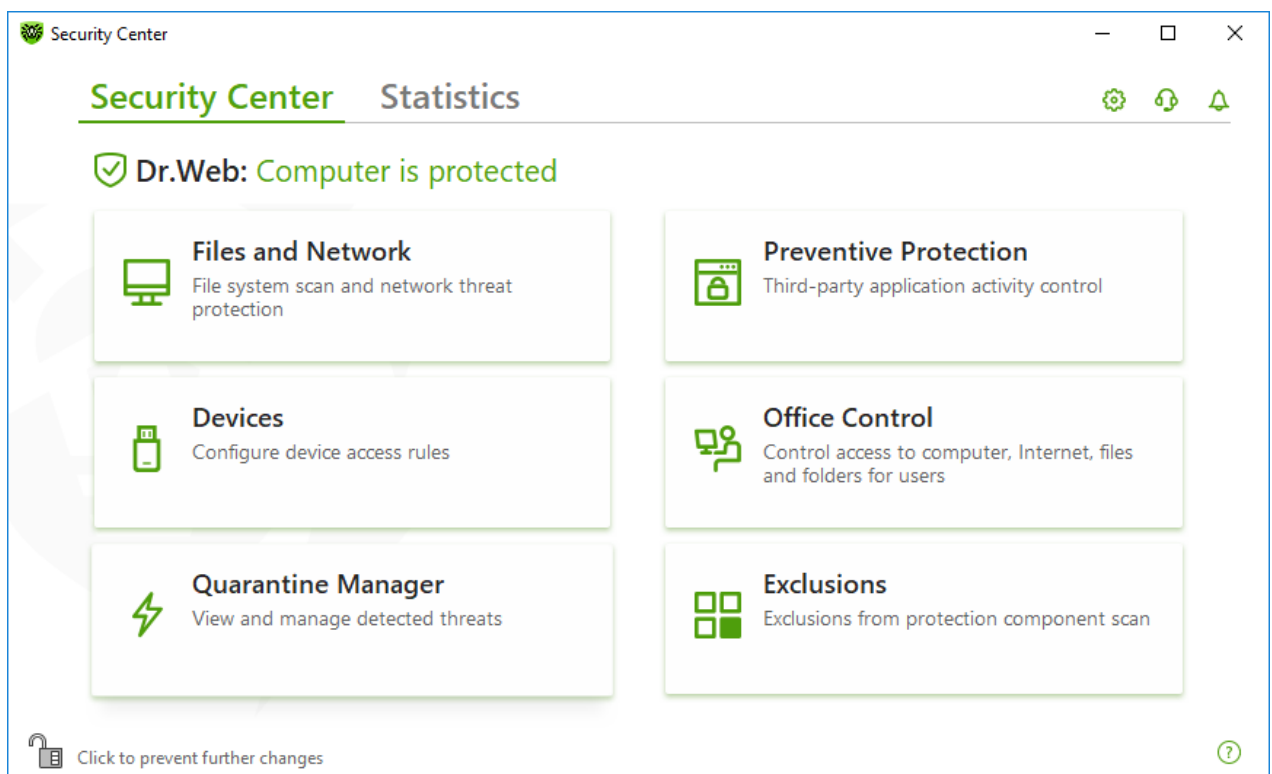 Security Center
Security Center Statistics
Dr.Web: Computer is protected
Files and Network
File system scan and network threat
protection
Preventive Protection
Third-party application activity control
Devices
Configure device access rules
Office Control
Control access to computer, Internet, files
and folders for users
Quarantine Manager
View and manage detected threats
Exclusions
Exclusions from protection component scan
Click to prevent further changes
?